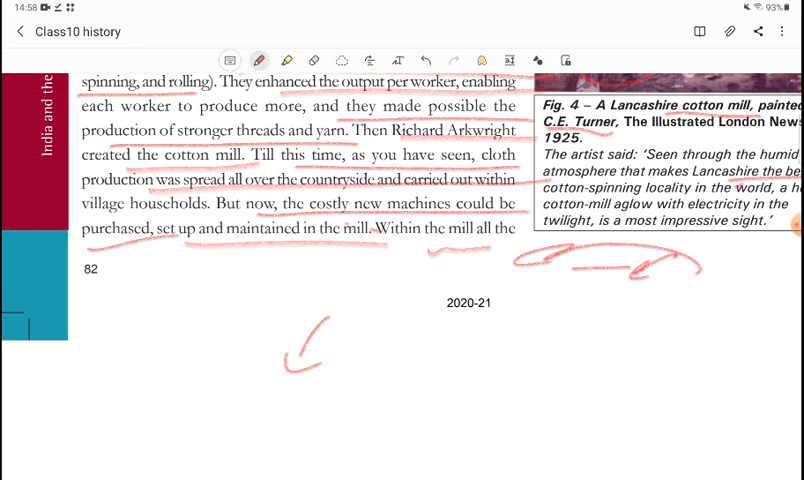 14:58
93%
Class10 history
India and the
spinning, and rolling). They enhanced the output per worker, enabling
each worker to produce more, and they made possible the
production of stronger threads and yarn. Then Richard Arkwright
created the cotton mill. Till this time, as you have seen, cloth
production was spread all over the countryside and carried out within
village households. But now, the costly new machines could be
purchased, set up and maintained in the mill. Within the mill all the
82
2020-21
Fig. 4 – A Lancashire cotton mill, painte
C.E. Turner, The Illustrated London News
1925.
The artist said: ‘Seen through the humid
atmosphere that makes Lancashire the be
cotton-spinning locality in the world, a h
cotton-mill aglow with electricity in the
twilight, is a most impressive sight.’